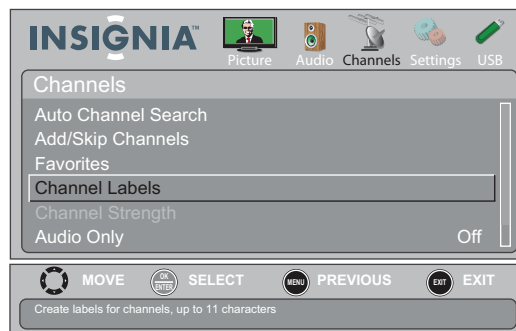 INSIGNIA™
Picture Audio Channels Settings USB
Channels
Auto Channel Search
Add/Skip Channels
Favorites
Channel Labels
Channel Strength
Audio Only Off
MOVE OK ENTER SELECT MENU PREVIOUS EXIT EXIT
Create labels for channels, up to 11 characters